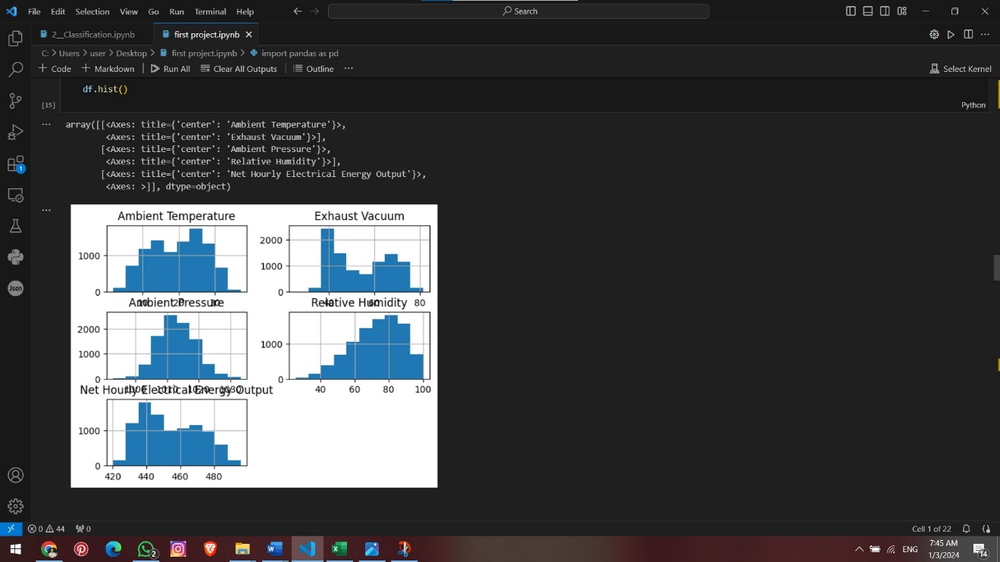 File Edit Selection View Go Run Terminal Help
Search
2__Classification.ipynb
first project.ipynb
C: > Users > user > Desktop > first project.ipynb > import pandas as pd
+ Code + Markdown | Run All Clear All Outputs | Outline ...
Select Kernel
df.hist()
[15]
Python
... array([[<Axes: title={'center': 'Ambient Temperature'}>,
<Axes: title={'center': 'Exhaust Vacuum'}>],
[<Axes: title={'center': 'Ambient Pressure'}>,
<Axes: title={'center': 'Relative Humidity'}>],
[<Axes: title={'center': 'Net Hourly Electrical Energy Output'}>,
<Axes: >]], dtype=object)
...
Ambient Temperature
1000
0
10 20 30
Exhaust Vacuum
2000
1000
0
40 60 80
Ambient Pressure
2000
1000
0
1000 1010 1020 1030
Relative Humidity
1000
0
40 60 80 100
Net Hourly Electrical Energy Output
1000
0
420 440 460 480
1
Json
0 44 0
Cell 1 of 22
2
ENG
7:45 AM
1/3/2024
14